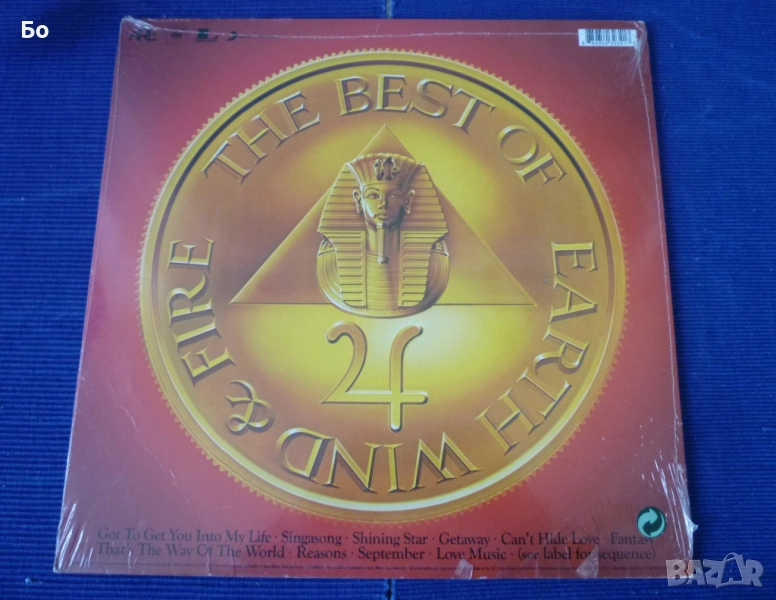 Бо
THE BEST OF
EARTH WIND & FIRE
Got To Get You Into My Life · Singasong · Shining Star · Getaway · Can't Hide Love · Fantasy
That's The Way Of The World · Reasons · September · Love Music · (see label for sequence)
BAZAR